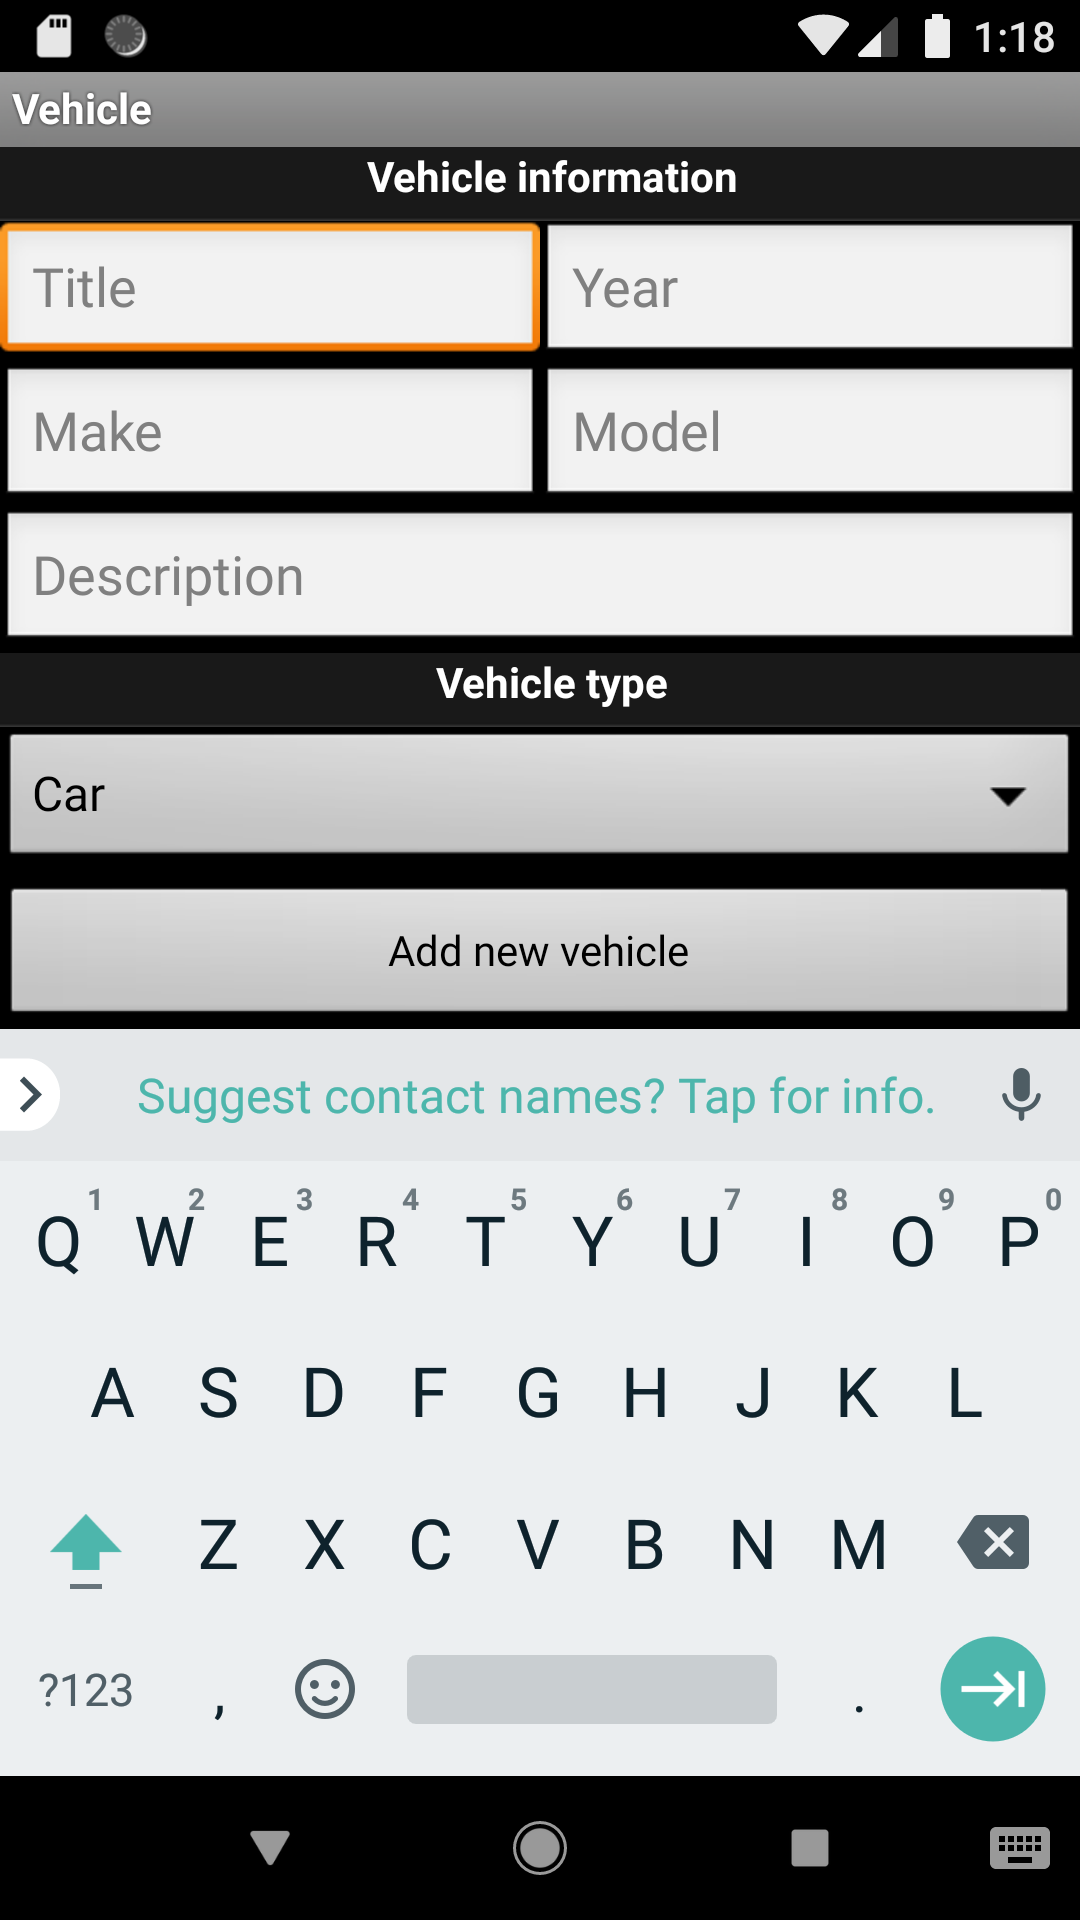 1:18
Vehicle
Vehicle information
Title Year
Make Model
Description
Vehicle type
Car
Add new vehicle
Suggest contact names? Tap for info.
1 2 3 4 5 6 7 8 9 0
Q W E R T Y U I O P
A S D F G H J K L
Z X C V B N M
?123 , .